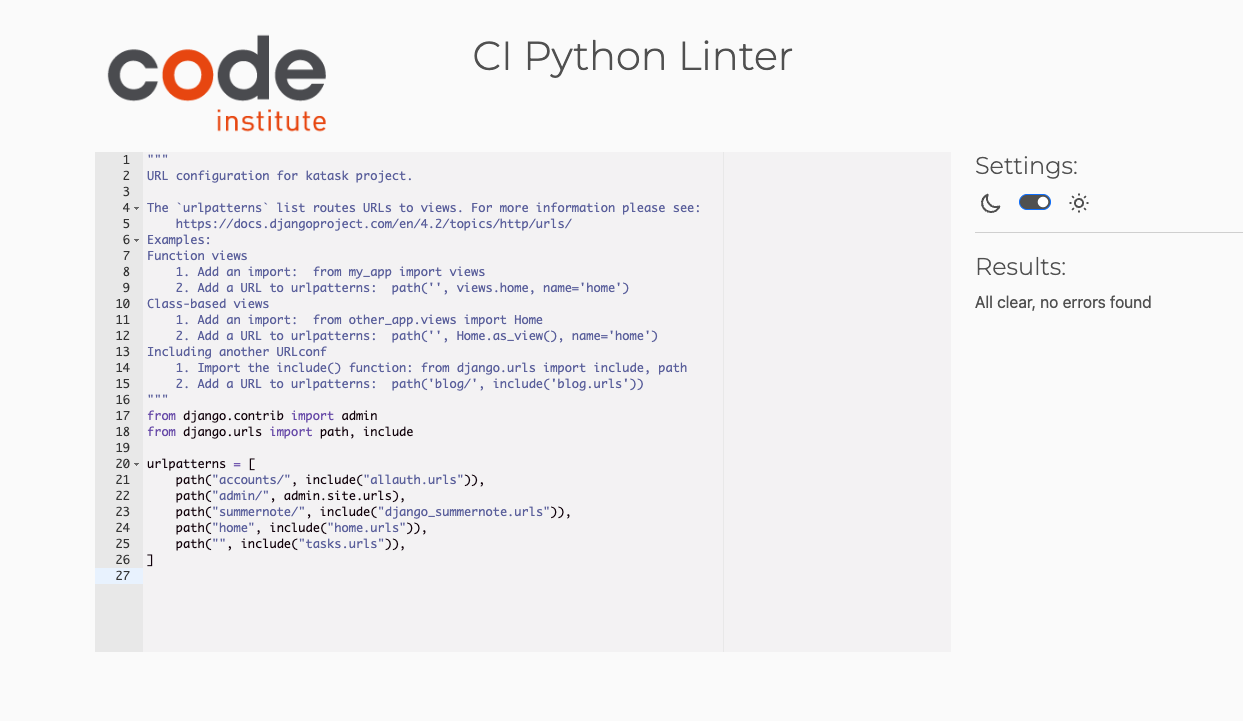 code
institute
CI Python Linter
1 """
2 URL configuration for katask project.
3
4 The `urlpatterns` list routes URLs to views. For more information please see:
5     https://docs.djangoproject.com/en/4.2/topics/http/urls/
6 Examples:
7 Function views
8     1. Add an import:  from my_app import views
9     2. Add a URL to urlpatterns:  path('', views.home, name='home')
10 Class-based views
11     1. Add an import:  from other_app.views import Home
12     2. Add a URL to urlpatterns:  path('', Home.as_view(), name='home')
13 Including another URLconf
14     1. Import the include() function: from django.urls import include, path
15     2. Add a URL to urlpatterns:  path('blog/', include('blog.urls'))
16 """
17 from django.contrib import admin
18 from django.urls import path, include
19
20 urlpatterns = [
21     path("accounts/", include("allauth.urls")),
22     path("admin/", admin.site.urls),
23     path("summernote/", include("django_summernote.urls")),
24     path("home", include("home.urls")),
25     path("", include("tasks.urls")),
26 ]
27
Settings:
Results:
All clear, no errors found